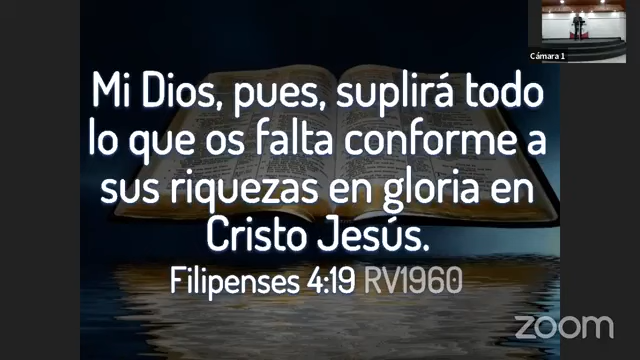 Mi Dios, pues, suplirá todo
lo que os falta conforme a
sus riquezas en gloria en
Cristo Jesús.
Filipenses 4:19 RV1960
Cámara 1
zoom